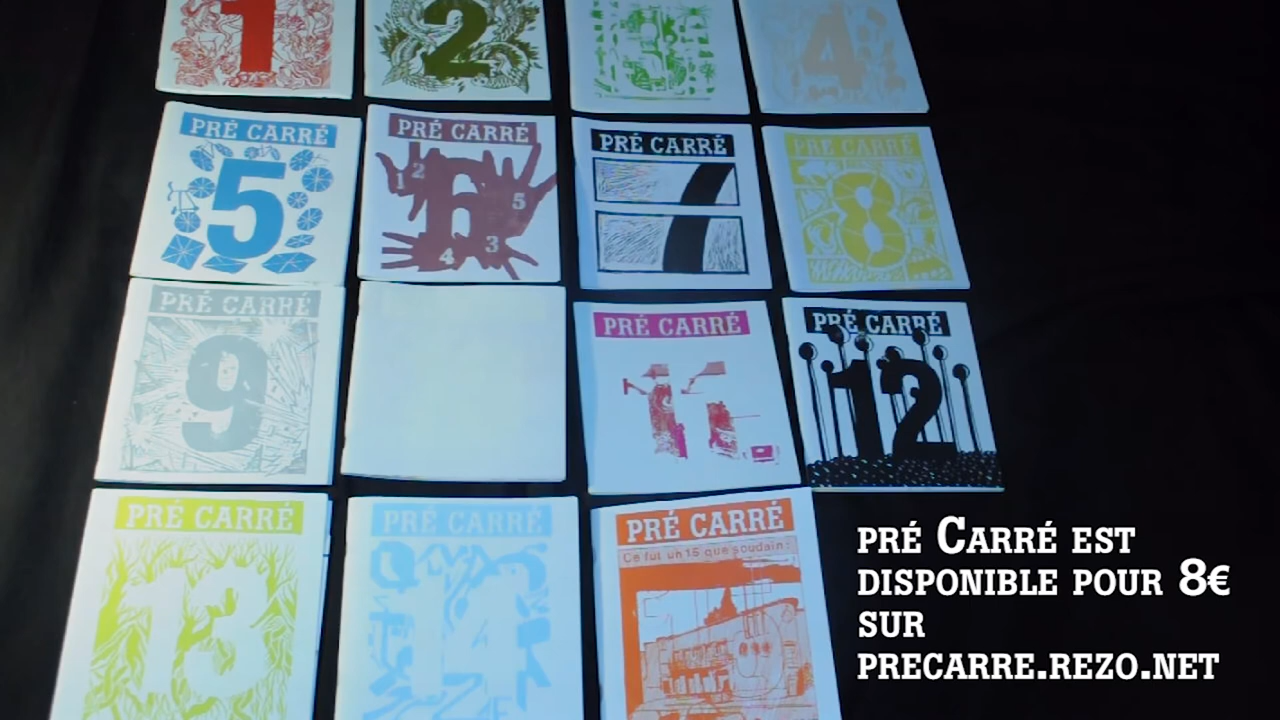 1
2
3
4
PRÉ CARRÉ
5
PRÉ CARRÉ
6
1
2
5
4
3
PRÉ CARRÉ
7
PRÉ CARRÉ
8
PRÉ CARRÉ
9
PRÉ CARRÉ
11
PRÉ CARRÉ
12
PRÉ CARRÉ
13
PRÉ CARRÉ
14
PRÉ CARRÉ
Ce fut un 15 que soudain :
PRÉ CARRÉ EST
DISPONIBLE POUR 8€
SUR
PRECARRE.REZO.NET